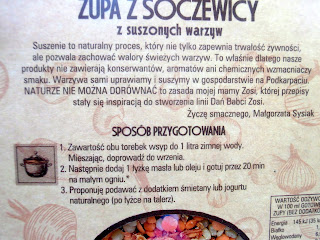 ZUPA Z SOCZEWICY
z suszonych warzyw
Suszenie to naturalny proces, który nie tylko zapewnia trwałość żywności,
ale pozwala zachować walory świeżych warzyw. To właśnie dlatego nasze
produkty nie zawierają konserwantów, aromatów ani chemicznych wzmacniaczy
smaku. Warzywa sami uprawiamy i suszymy w gospodarstwie na Podkarpaciu.
NATURZE NIE MOŻNA DORÓWNAĆ to zasada mojej mamy Zosi, której przepisy
stały się inspiracją do stworzenia linii Dań Babci Zosi.
Życzę smacznego, Małgorzata Sysiak
SPOSÓB PRZYGOTOWANIA
1. Zawartość obu torebek wsyp do 1 litra zimnej wody.
Mieszając, doprowadź do wrzenia.
2. Następnie dodaj 1 łyżkę masła lub oleju i gotuj przez 20 min
na małym ogniu.*
3. Proponuję podawać z dodatkiem śmietany lub jogurtu
naturalnego (po łyżce na talerz).
WARTOŚĆ ODŻYWC
W 100 ml GOTOWE
ZUPY (BEZ DODATKÓ
Energia 145 kJ (35 k
Białko
Węglowodany